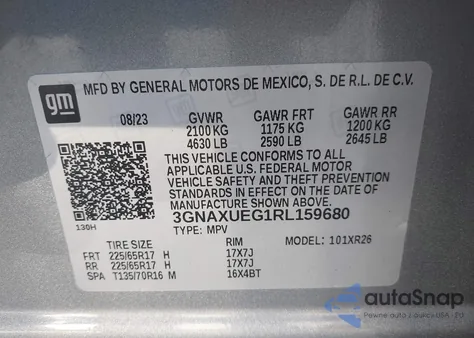 gm
MFD BY GENERAL MOTORS DE MEXICO, S. DE R.L. DE C.V.
08/23 GVWR GAWR FRT GAWR RR
2100 KG 1175 KG 1200 KG
4630 LB 2590 LB 2645 LB
THIS VEHICLE CONFORMS TO ALL
APPLICABLE U.S. FEDERAL MOTOR
VEHICLE SAFETY AND THEFT PREVENTION
STANDARDS IN EFFECT ON THE DATE OF
MANUFACTURE SHOWN ABOVE.
3GNAXUEG1RL159680
130H TYPE: MPV MODEL: 101XR26
TIRE SIZE RIM
FRT 225/65R17 H 17X7J
RR 225/65R17 H 17X7J
SPA T135/70R16 M 16X4BT
autoSnap
Pewne auto z USA